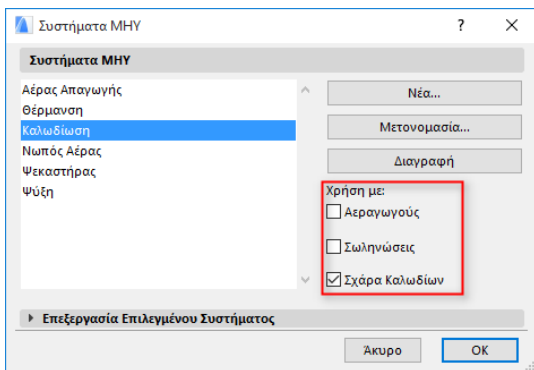 Συστήματα ΜΗΥ
?
Συστήματα ΜΗΥ
Αέρας Απαγωγής
Θέρμανση
Καλωδίωση
Νωπός Αέρας
Ψεκαστήρας
Ψύξη
Νέα...
Μετονομασία...
Διαγραφή
Χρήση με:
Αεραγωγούς
Σωληνώσεις
Σχάρα Καλωδίων
Επεξεργασία Επιλεγμένου Συστήματος
Άκυρο
OK